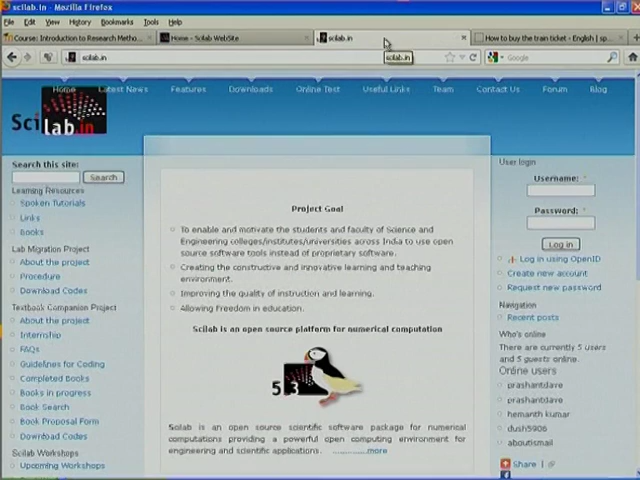 scilab.in - Mozilla Firefox
File Edit View History Bookmarks Tools Help
Course: Introduction to Research Metho... Home - Scilab WebSite scilab.in How to buy the train ticket - English | sp...
scilab.in scilab.in Google
Home Latest News Features Downloads Online Test Useful Links Team Contact Us Forum Blog
Scilab.in
Search this site:
Search
Learning Resources
Spoken Tutorials
Links
Books
Lab Migration Project
About the project
Procedure
Download Codes
Textbook Companion Project
About the project
Internship
FAQs
Guidelines for Coding
Completed Books
Books in progress
Book Search
Book Proposal Form
Download Codes
Scilab Workshops
Upcoming Workshops
Project Goal
To enable and motivate the students and faculty of Science and
Engineering colleges/institutes/universities across India to use open
source software tools instead of proprietary software.
Creating the constructive and innovative learning and teaching
environment.
Improving the quality of instruction and learning.
Allowing Freedom in education.
Scilab is an open source platform for numerical computation
5.3
Scilab is an open source scientific software package for numerical
computations providing a powerful open computing environment for
engineering and scientific applications. ...............more
User login
Username: *
Password: *
Log in
Log in using OpenID
Create new account
Request new password
Navigation
Recent posts
Who's online
There are currently 5 users
and 5 guests online.
Online users
prashantdave
prashantdave
hemanth kumar
dush5906
aboutismail
Share